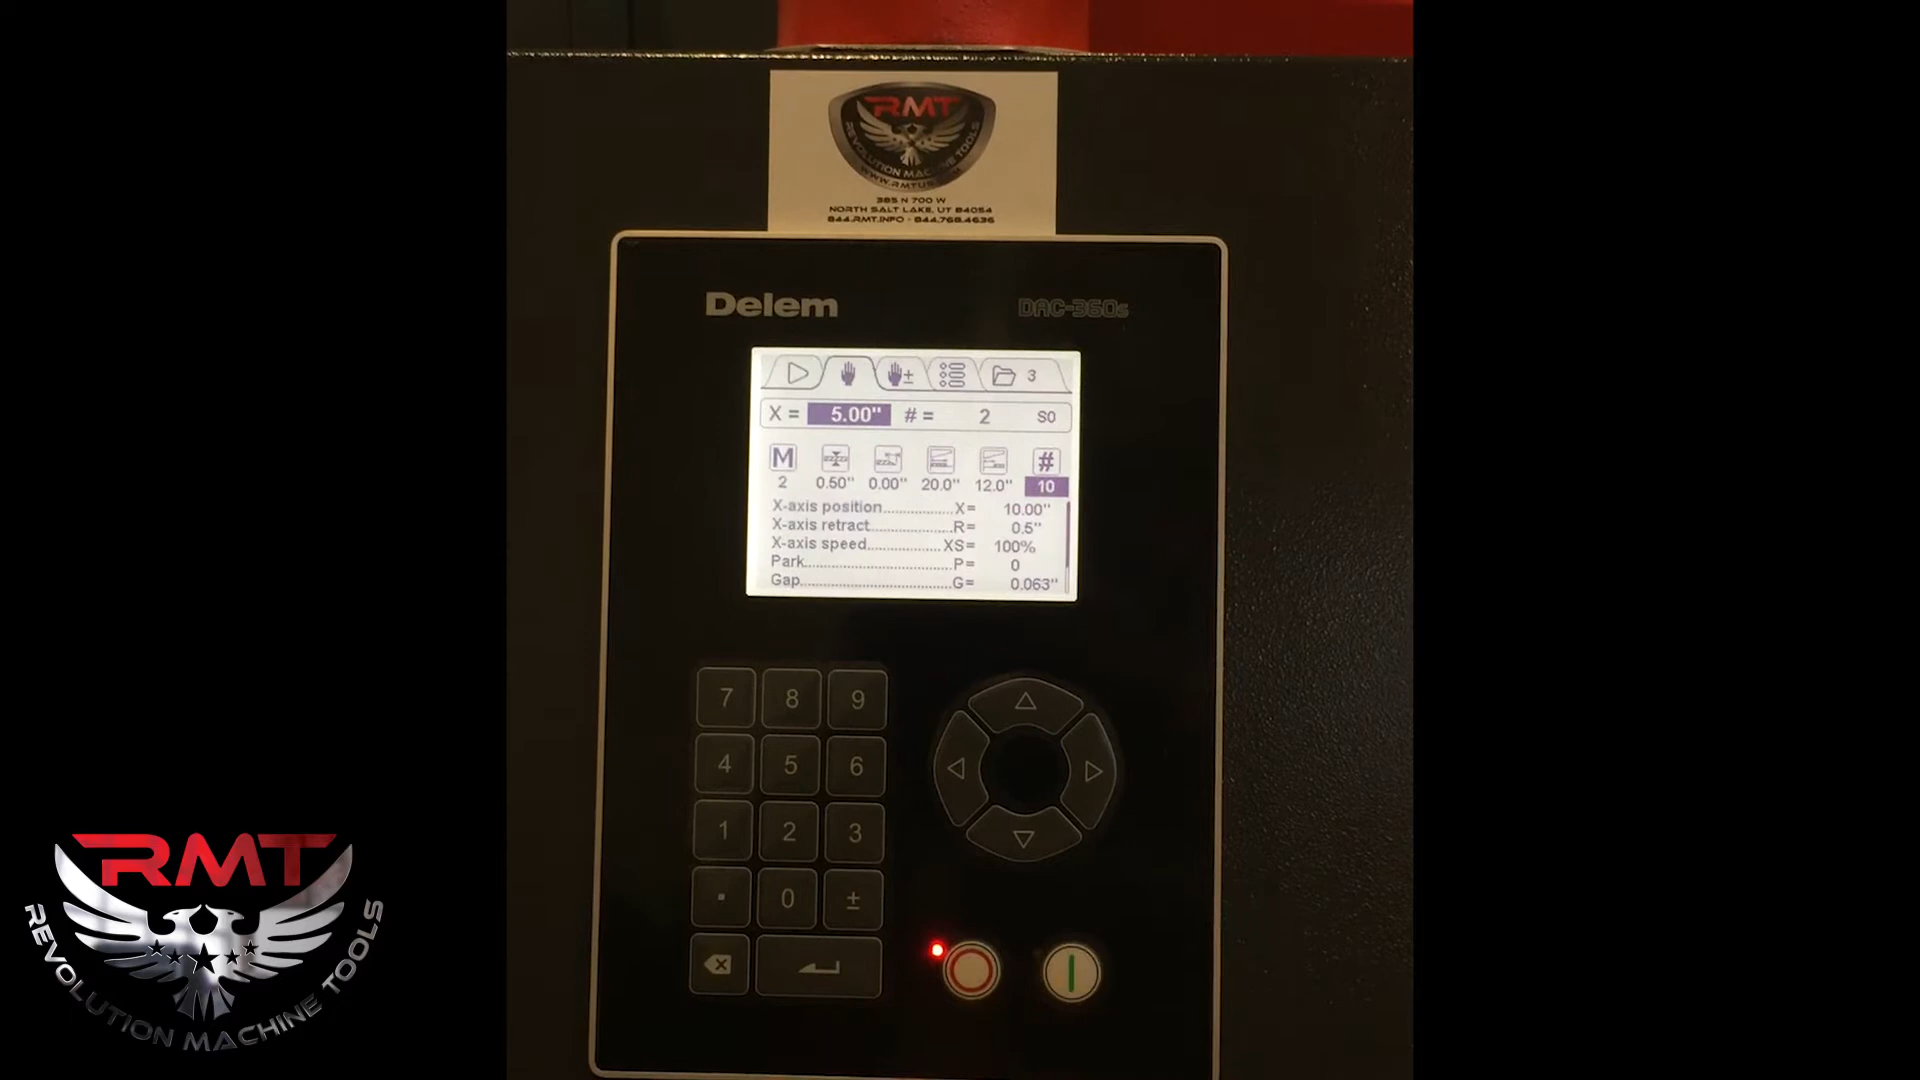 RMT
REVOLUTION MACHINE TOOLS
WWW.RMTUS.COM
385 N 700 W
NORTH SALT LAKE, UT 84054
844.RMT.INFO - 844.768.4636
Delem DAC-360s
3
X = 5.00" # = 2 S0
M #
2 0.50" 0.00" 20.0" 12.0" 10
X-axis position X= 10.00"
X-axis retract R= 0.5"
X-axis speed XS= 100%
Park P= 0
Gap G= 0.063"
7 8 9
4 5 6
1 2 3
. 0 ±
RMT
REVOLUTION MACHINE TOOLS